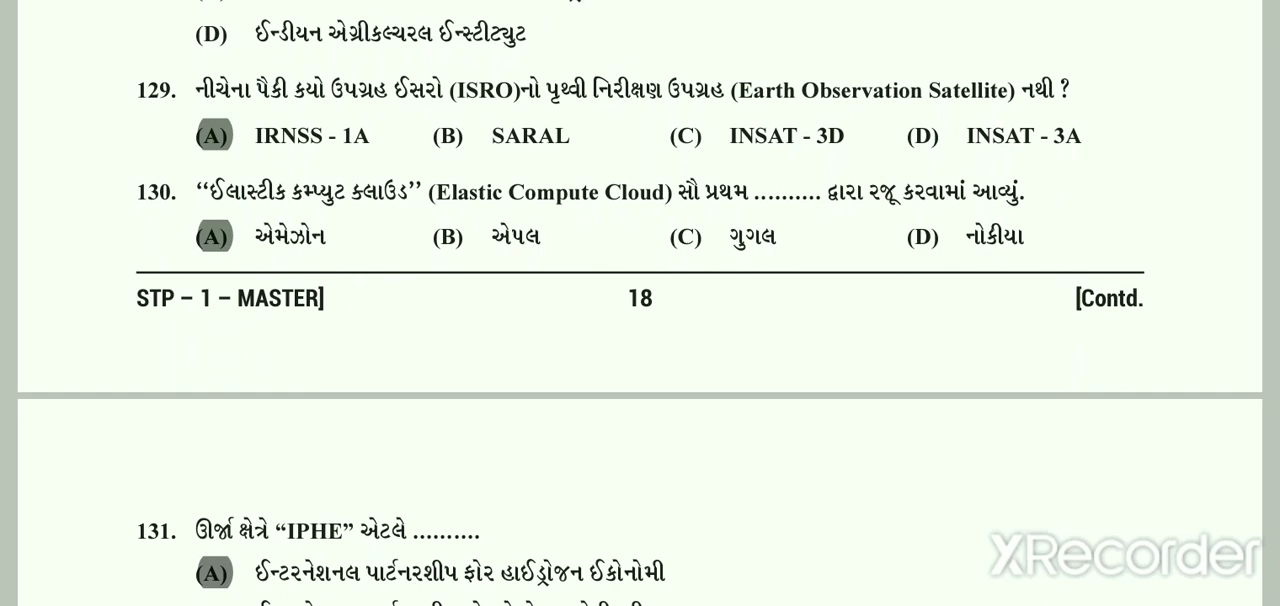 (D) ઈન્ડીયન એગ્રીકલ્ચરલ ઈન્સ્ટીટ્યુટ
129. નીચેના પૈકી કયો ઉપગ્રહ ઈસરો (ISRO)નો પૃથ્વી નિરીક્ષણ ઉપગ્રહ (Earth Observation Satellite) નથી ?
(A) IRNSS - 1A (B) SARAL (C) INSAT - 3D (D) INSAT - 3A
130. “ઈલાસ્ટીક કમ્પ્યુટ ક્લાઉડ” (Elastic Compute Cloud) સૌ પ્રથમ .......... દ્વારા રજૂ કરવામાં આવ્યું.
(A) એમેઝોન (B) એપલ (C) ગુગલ (D) નોકીયા
STP – 1 – MASTER] 18 [Contd.
131. ઊર્જા ક્ષેત્રે “IPHE” એટલે ..........
XRecorder
(A) ઈન્ટરનેશનલ પાર્ટનરશીપ ફોર હાઈડ્રોજન ઈકોનોમી